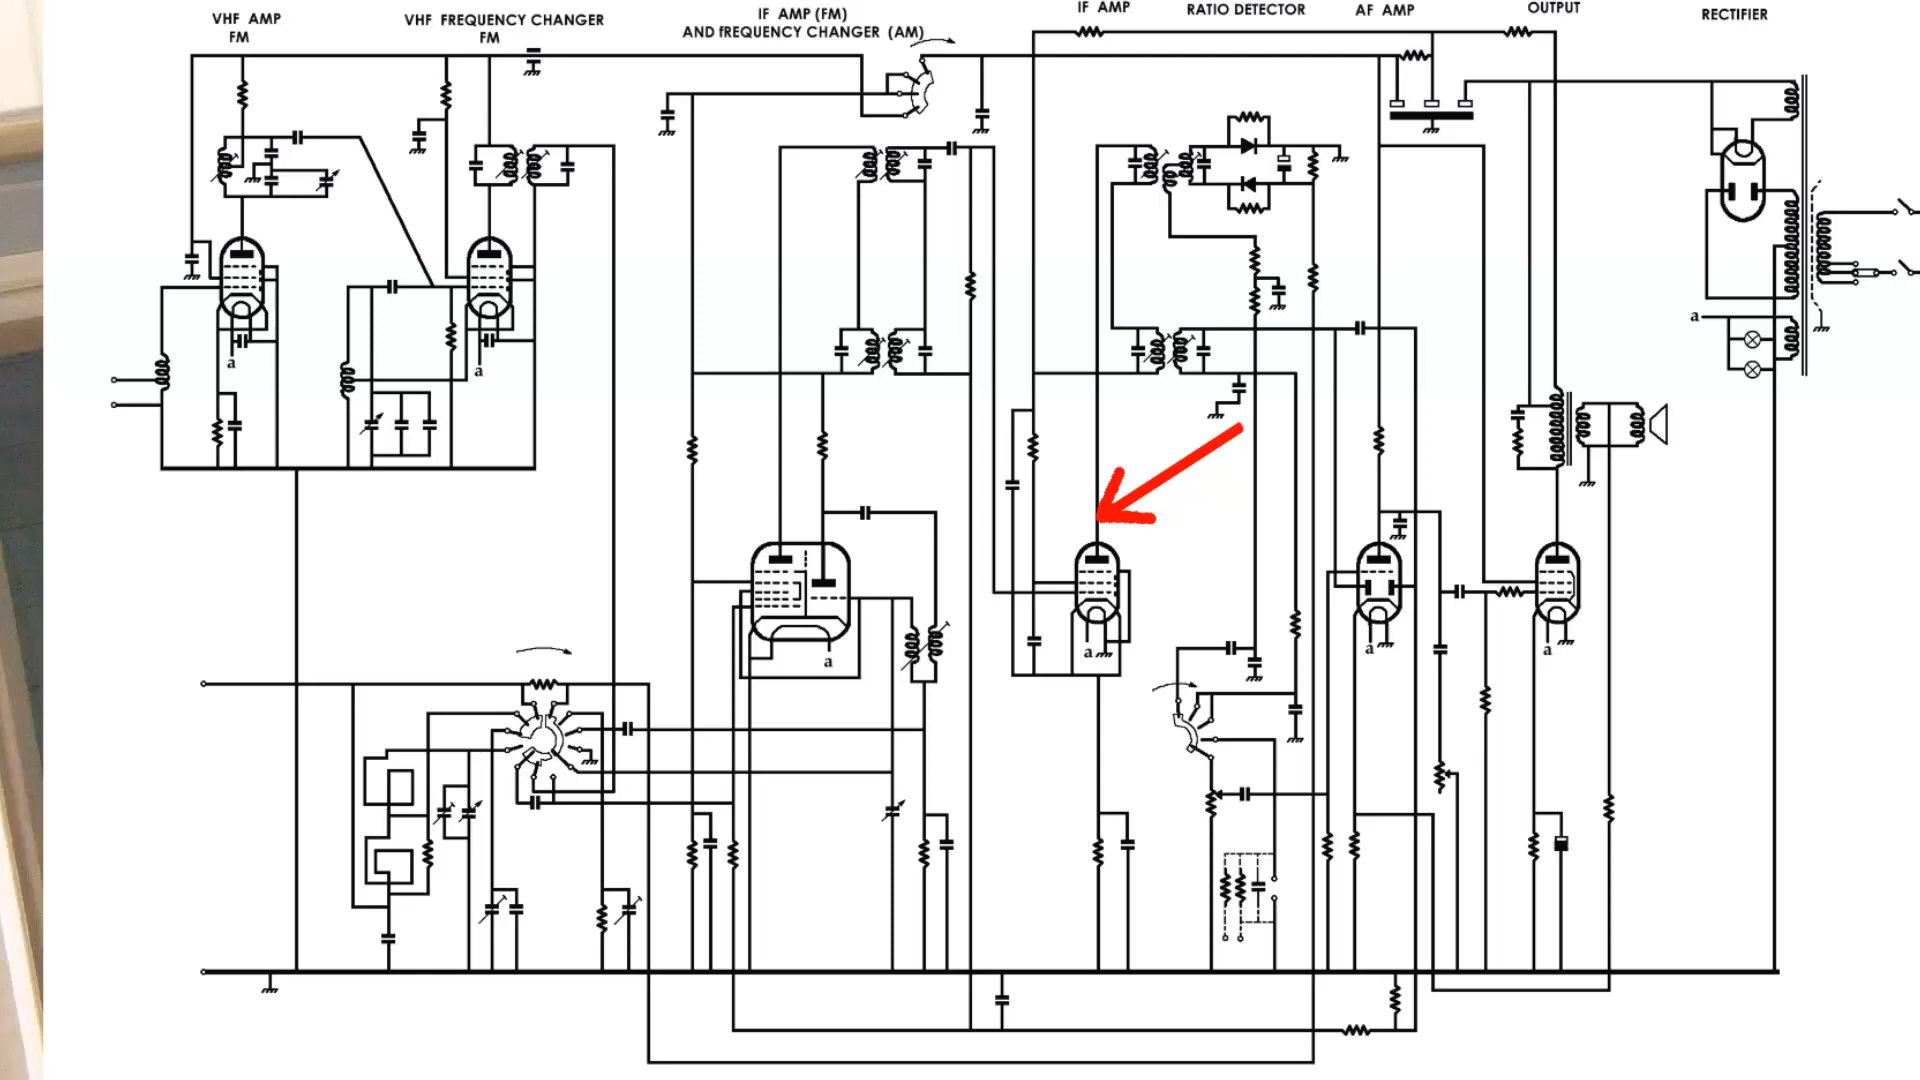 VHF AMP
FM
VHF FREQUENCY CHANGER
FM
IF AMP (FM)
AND fREQUENCY CHANGER (AM)
IF AMP
RATIO DETECTOR
AF AMP
OUTPUT
RECTIFIER
a
a
a
a
a
a
a